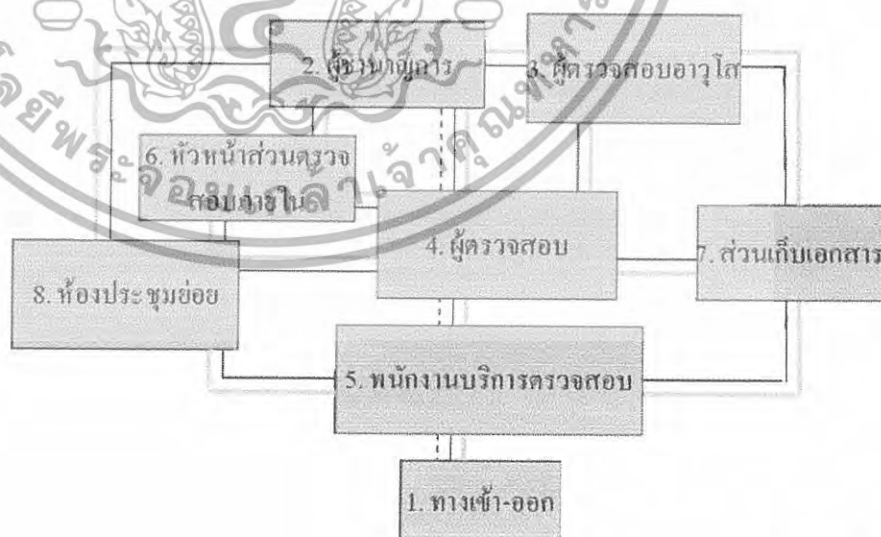 2. ผู้ชำนาญการ
3. ผู้ตรวจสอบอาวุโส
6. หัวหน้าส่วนตรวจ
สอบภายใน
4. ผู้ตรวจสอบ
7. ส่วนเก็บเอกสาร
8. ห้องประชุมย่อย
5. พนักงานบริการตรวจสอบ
1. ทางเข้า-ออก